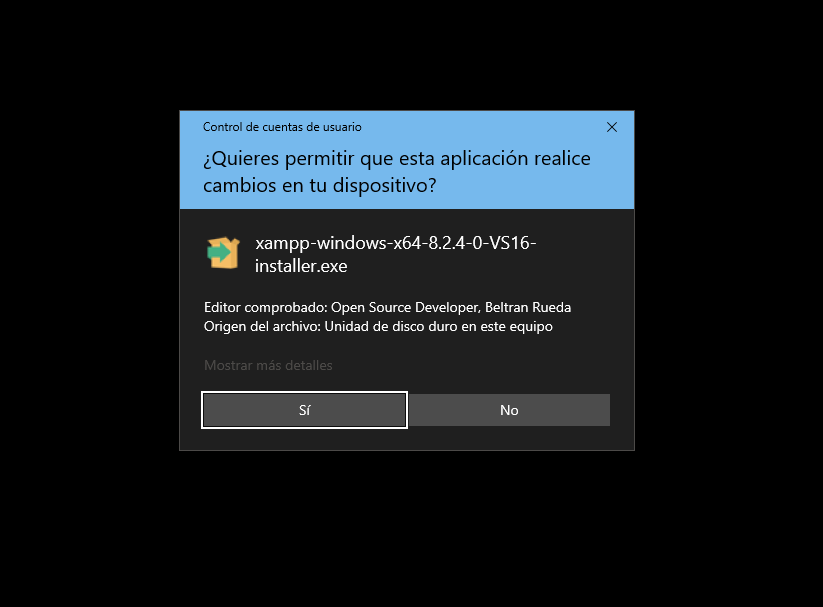 Control de cuentas de usuario
¿Quieres permitir que esta aplicación realice
cambios en tu dispositivo?
xampp-windows-x64-8.2.4-0-VS16-
installer.exe
Editor comprobado: Open Source Developer, Beltran Rueda
Origen del archivo: Unidad de disco duro en este equipo
Mostrar más detalles
Sí
No